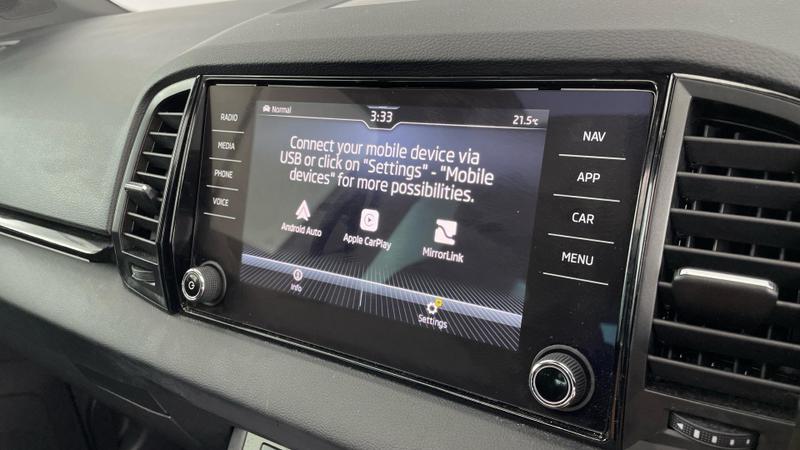 Normal
3:33
21.5°C
RADIO
MEDIA
PHONE
VOICE
Connect your mobile device via
USB or click on "Settings" - "Mobile
devices" for more possibilities.
Android Auto
Apple CarPlay
MirrorLink
Info
Settings
NAV
APP
CAR
MENU